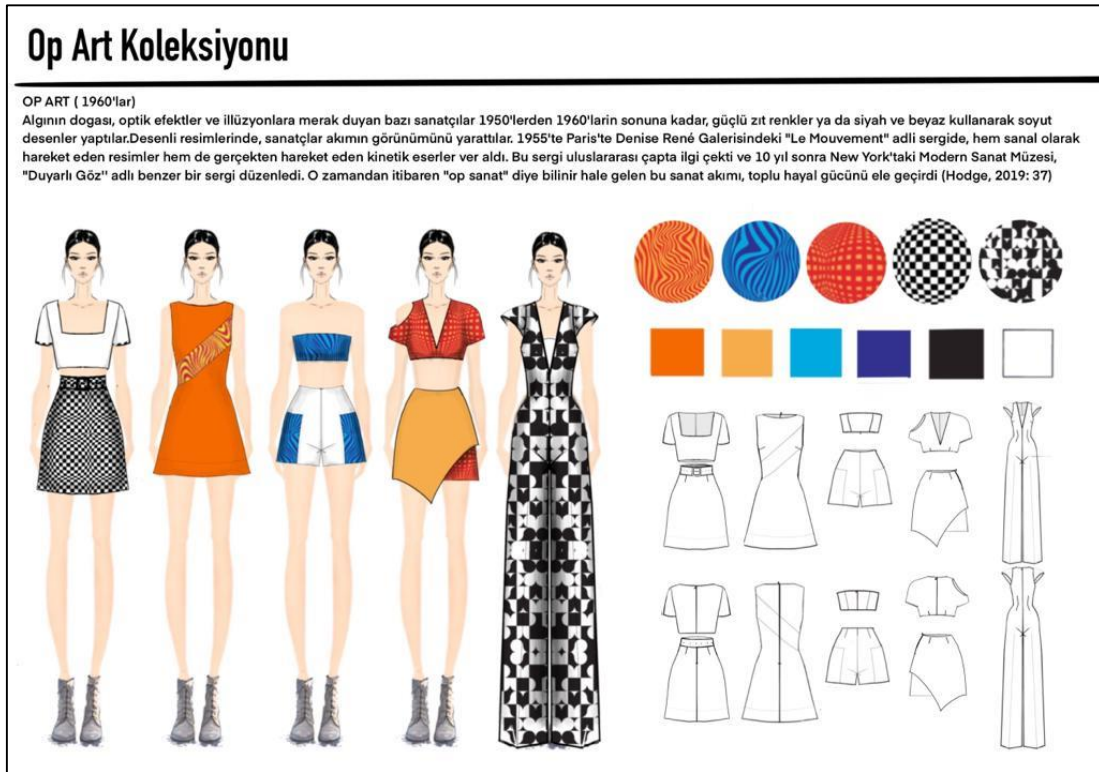 Op Art Koleksiyonu
OP ART ( 1960'lar)
Algının dogası, optik efektler ve illüzyonlara merak duyan bazı sanatçılar 1950'lerden 1960'larin sonuna kadar, güçlü zıt renkler ya da siyah ve beyaz kullanarak soyut
desenler yaptılar.Desenli resimlerinde, sanatçılar akımın görünümünü yarattılar. 1955'te Paris'te Denise René Galerisindeki "Le Mouvement" adli sergide, hem sanal olarak
hareket eden resimler hem de gerçekten hareket eden kinetik eserler ver aldı. Bu sergi uluslararası çapta ilgi çekti ve 10 yıl sonra New York'taki Modern Sanat Müzesi,
"Duyarlı Göz'' adlı benzer bir sergi düzenledi. O zamandan itibaren "op sanat" diye bilinir hale gelen bu sanat akımı, toplu hayal gücünü ele geçirdi (Hodge, 2019: 37)